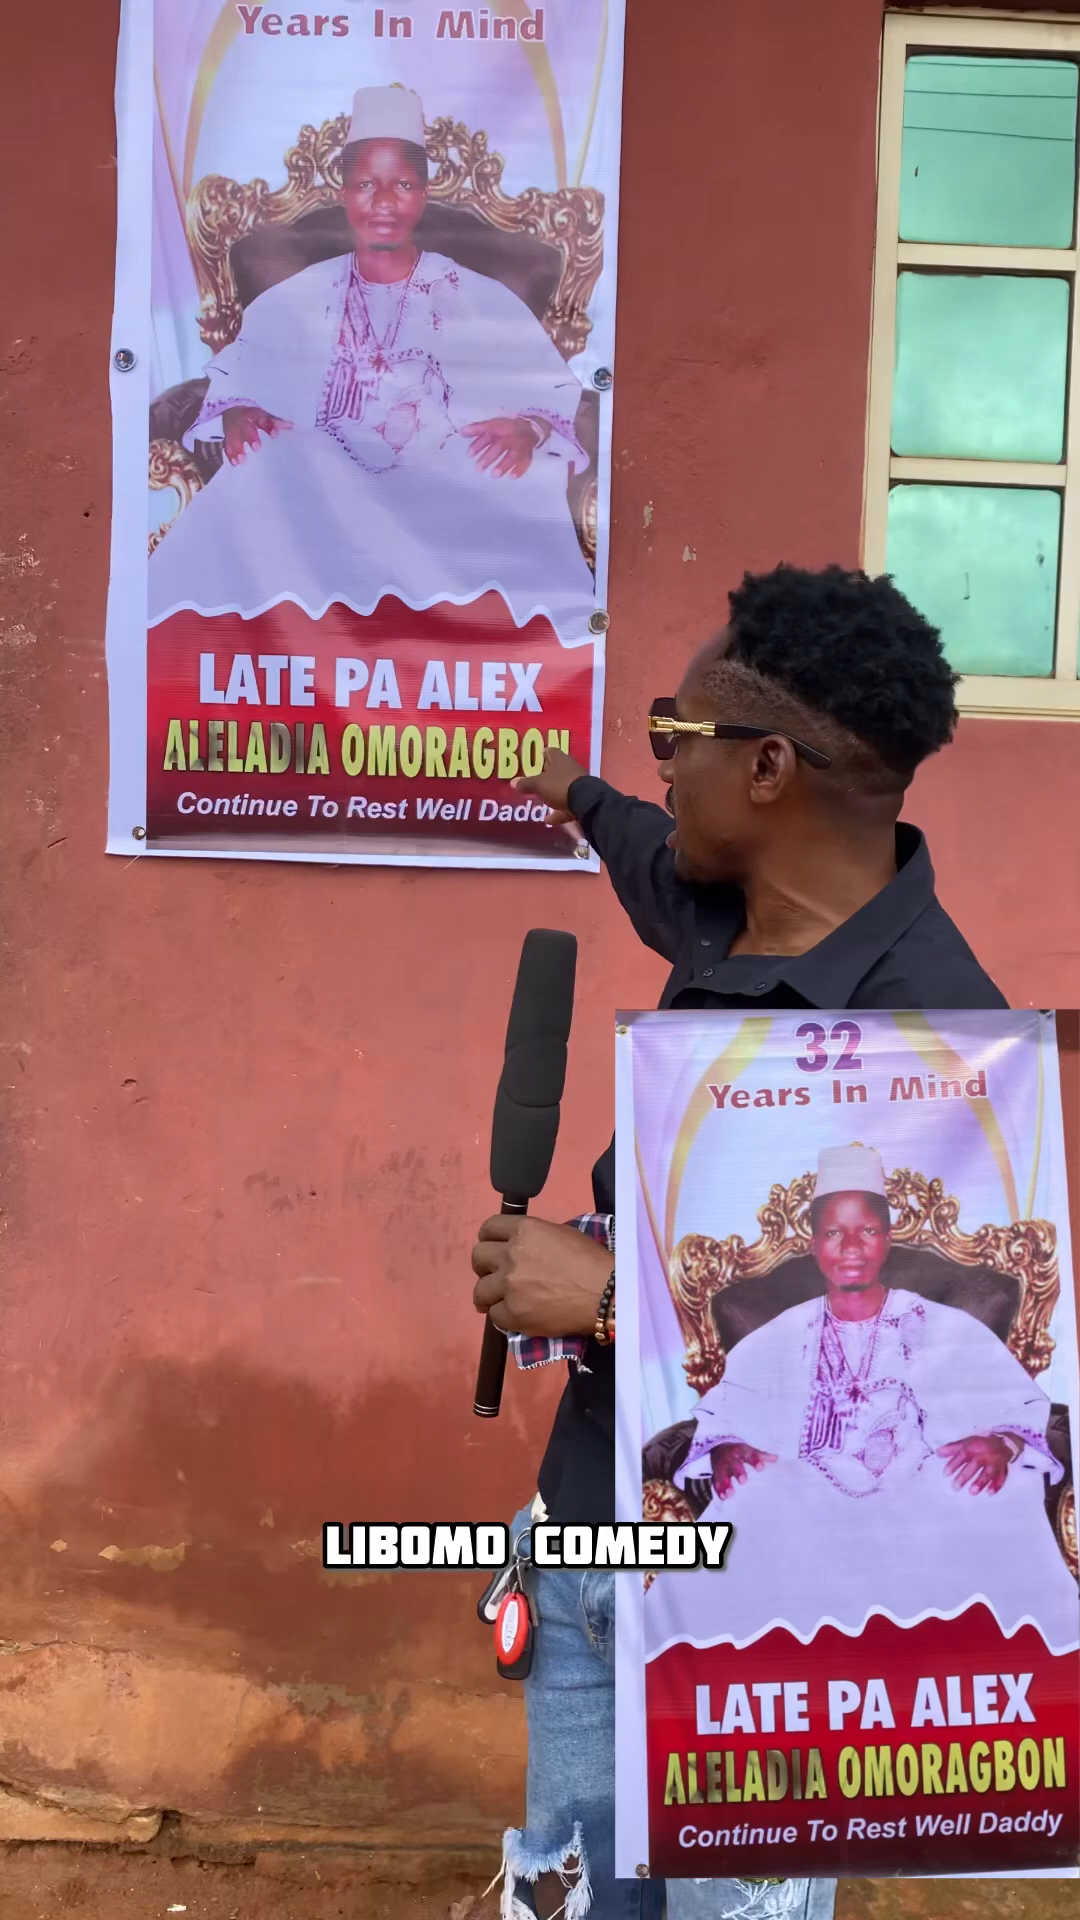 Years In Mind
LATE PA ALEX
ALELADIA OMORAGBON
Continue To Rest Well Daddy
32
Years In Mind
LIBOMO COMEDY
LATE PA ALEX
ALELADIA OMORAGBON
Continue To Rest Well Daddy